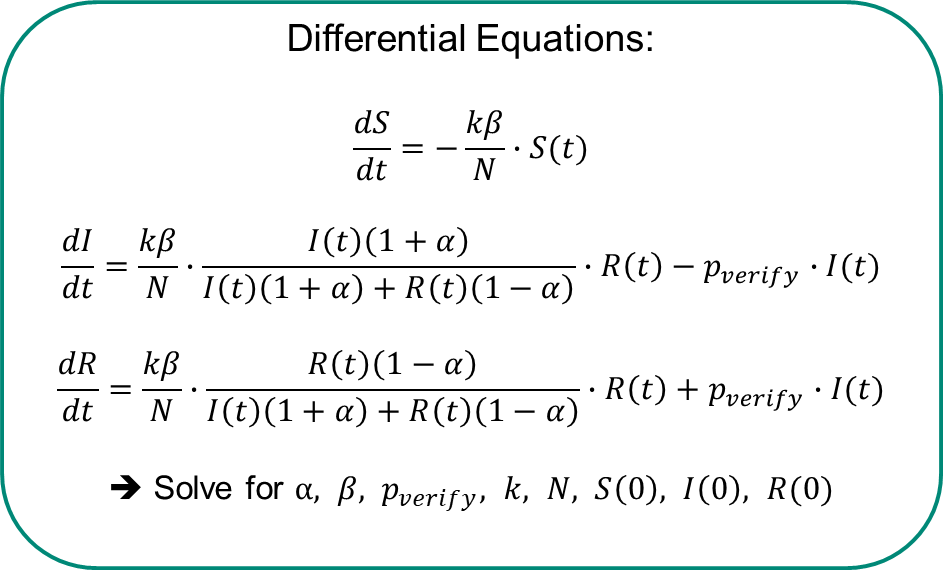 Differential Equations:
dS/dt = − kβ/N · S(t)
dI/dt = kβ/N · I(t)(1 + α)/(I(t)(1 + α) + R(t)(1 − α)) · R(t) − p_verify · I(t)
dR/dt = kβ/N · R(t)(1 − α)/(I(t)(1 + α) + R(t)(1 − α)) · R(t) + p_verify · I(t)
➔ Solve for α, β, p_verify, k, N, S(0), I(0), R(0)